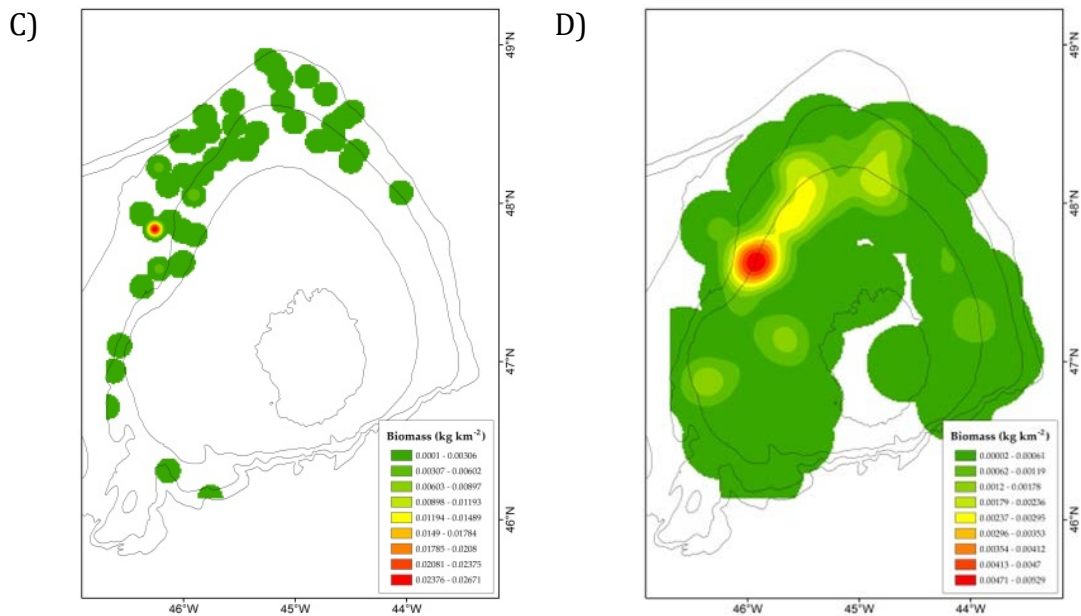 C)
49°N
48°N
47°N
46°N
46°W
45°W
44°W
Biomass (kg km-2)
0.0001 - 0.00306
0.00307 - 0.00602
0.00603 - 0.00897
0.00898 - 0.01193
0.01194 - 0.01489
0.0149 - 0.01784
0.01785 - 0.0208
0.02081 - 0.02375
0.02376 - 0.02671
D)
49°N
48°N
47°N
46°N
46°W
45°W
44°W
Biomass (kg km-2)
0.00002 - 0.00061
0.00062 - 0.00119
0.0012 - 0.00178
0.00179 - 0.00236
0.00237 - 0.00295
0.00296 - 0.00353
0.00354 - 0.00412
0.00413 - 0.0047
0.00471 - 0.00529